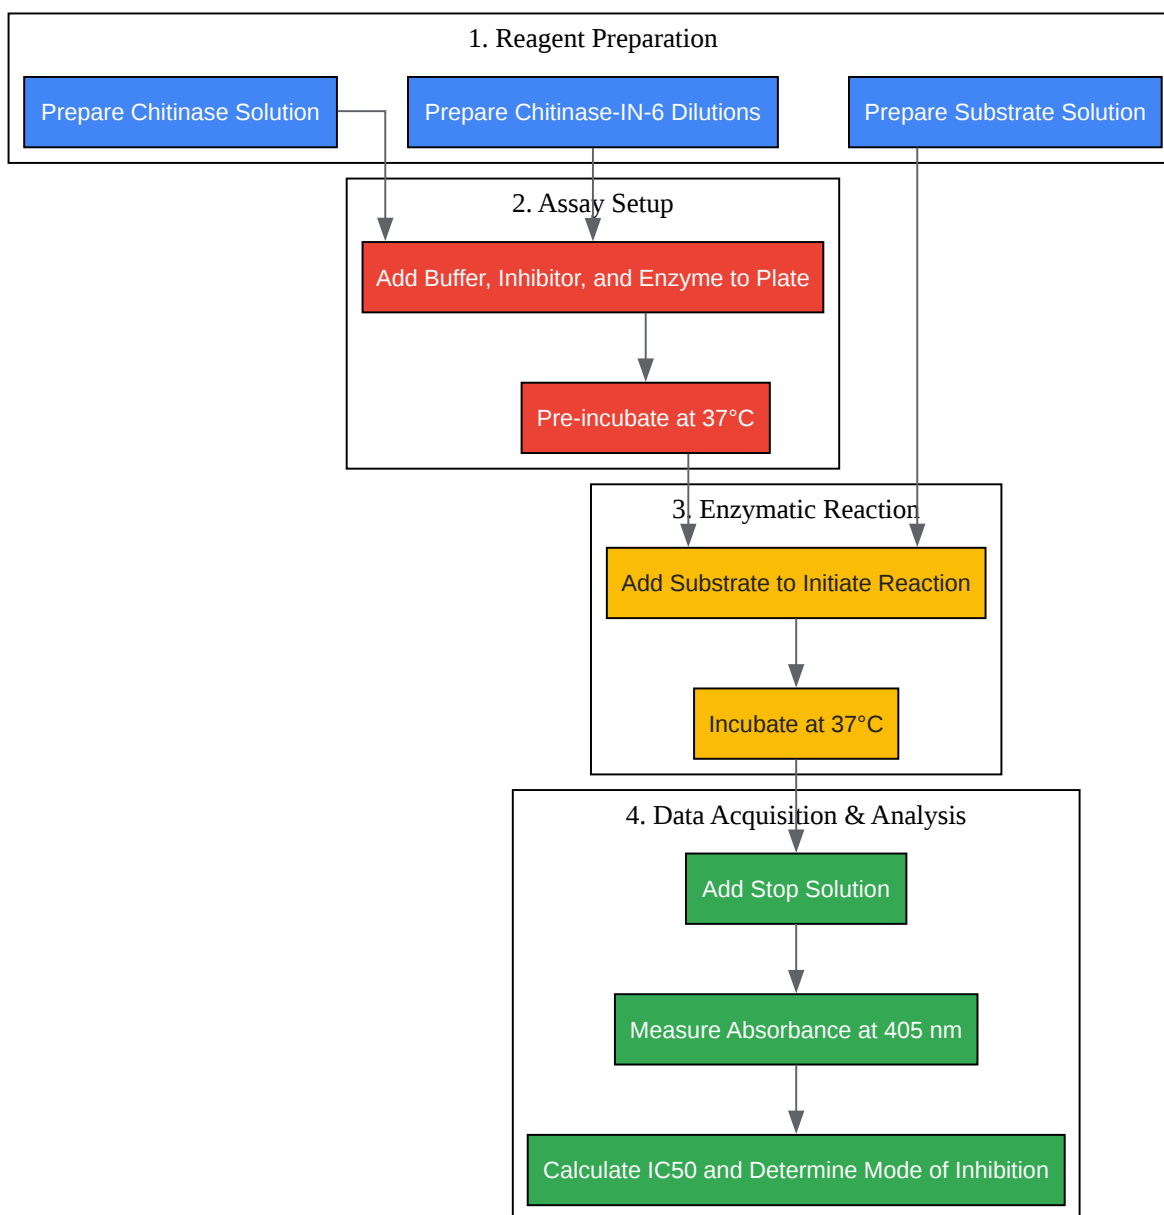 1. Reagent Preparation
Prepare Chitinase Solution
Prepare Chitinase-IN-6 Dilutions
Prepare Substrate Solution
2. Assay Setup
Add Buffer, Inhibitor, and Enzyme to Plate
Pre-incubate at 37°C
3. Enzymatic Reaction
Add Substrate to Initiate Reaction
Incubate at 37°C
4. Data Acquisition & Analysis
Add Stop Solution
Measure Absorbance at 405 nm
Calculate IC50 and Determine Mode of Inhibition